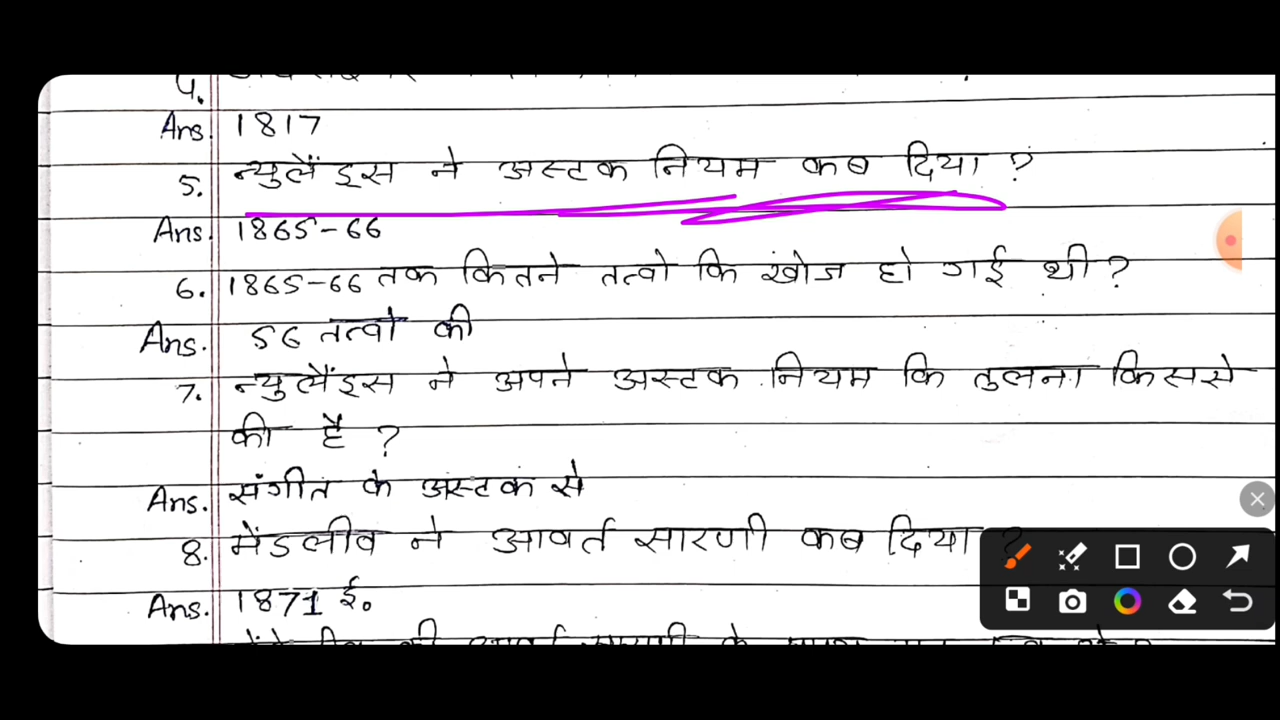 4.
Ans. 1817
5. न्युलैंड्स ने अस्टक नियम कब दिया ?
Ans. 1865-66
6. 1865-66 तक कितने तत्वो कि खोज हो गई थी ?
Ans. 56 तत्वो की
7. न्युलैंड्स ने अपने अस्टक नियम कि तुलना किससे
की है ?
Ans. संगीत के अस्टक से
8. मेंडलीव ने आवर्त सारणी कब दिया ?
Ans. 1871 ई.